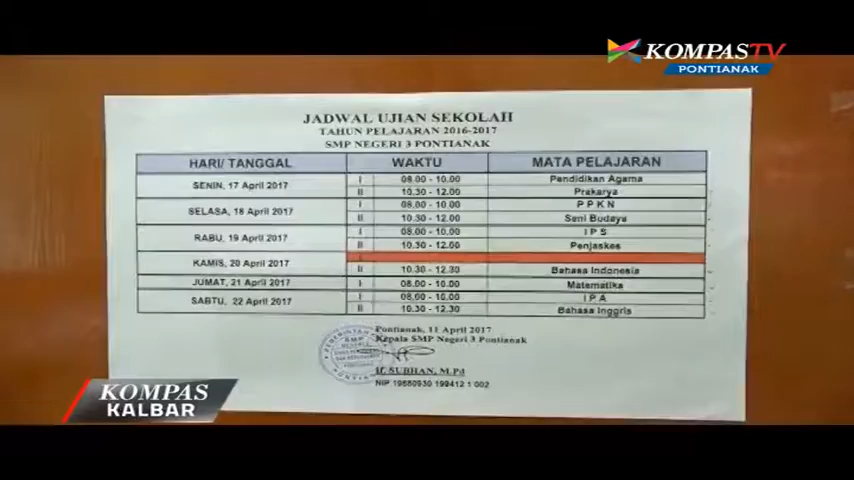 KOMPASTV
PONTIANAK
JADWAL UJIAN SEKOLAH
TAHUN PELAJARAN 2016-2017
SMP NEGERI 3 PONTIANAK
HARI/ TANGGAL WAKTU MATA PELAJARAN
SENIN, 17 April 2017 I 08.00 - 10.00 Pendidikan Agama
II 10.30 - 12.00 Prakarya
SELASA, 18 April 2017 I 08.00 - 10.00 P P K N
II 10.30 - 12.00 Seni Budaya
RABU, 19 April 2017 I 08.00 - 10.00 I P S
II 10.30 - 12.00 Penjaskes
KAMIS, 20 April 2017 I
II 10.30 - 12.30 Bahasa Indonesia
JUMAT, 21 April 2017 I 08.00 - 10.00 Matematika
SABTU, 22 April 2017 I 08.00 - 10.00 I P A
II 10.30 - 12.30 Bahasa Inggris
Pontianak, 11 April 2017
Kepala SMP Negeri 3 Pontianak
SUBHAN, M.Pd
KOMPAS
KALBAR